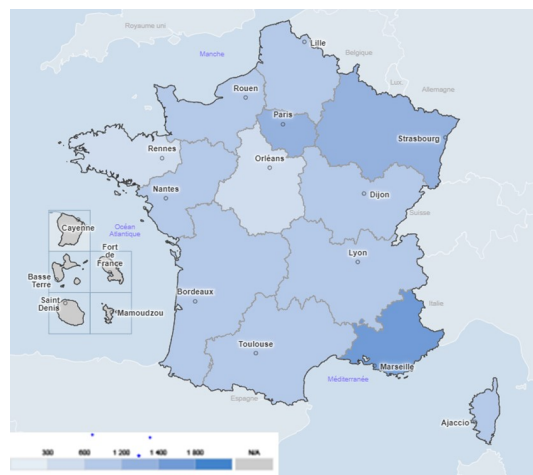 Royaume uni
Lille
Manche
Belgique
Lux
Allemagne
Rouen
Paris
Strasbourg
Rennes
Orléans
Nantes
Dijon
Suisse
Cayenne
Océan
Atlantique
Fort
de
France
Lyon
Basse
Terre
Bordeaux
Saint
Denis
Mamoudzou
Italie
Toulouse
Marseille
Méditerranée
Espagne
Ajaccio
300 600 1 200 1 400 1 800 N/A